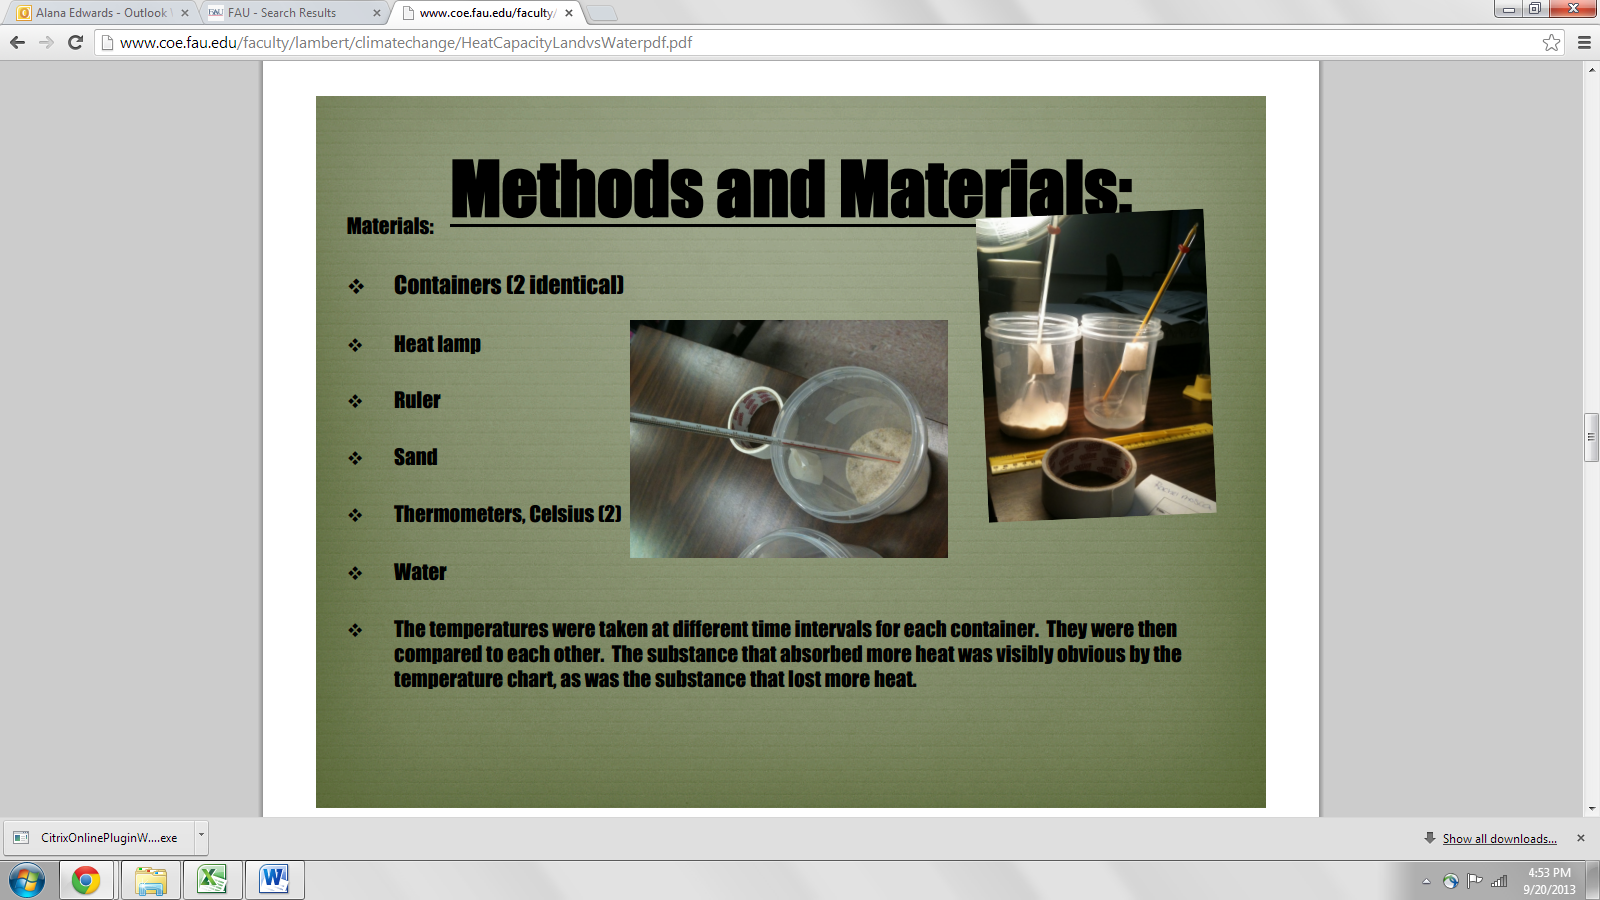 Alana Edwards - Outlook
FAU - Search Results
www.coe.fau.edu/faculty/
www.coe.fau.edu/faculty/lambert/climatechange/HeatCapacityLandvsWaterpdf.pdf
Methods and Materials:
Materials:
Containers (2 identical)
Heat lamp
Ruler
Sand
Thermometers, Celsius (2)
Water
The temperatures were taken at different time intervals for each container. They were then
compared to each other. The substance that absorbed more heat was visibly obvious by the
temperature chart, as was the substance that lost more heat.
CitrixOnlinePluginW....exe
Show all downloads...
4:53 PM
9/20/2013